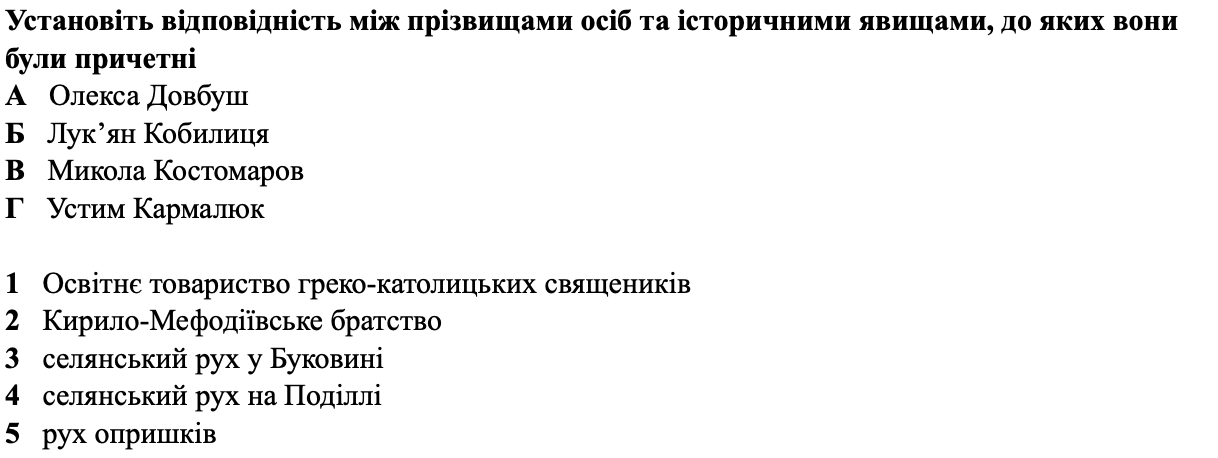 Установіть відповідність між прізвищами осіб та історичними явищами, до яких вони
були причетні
А Олекса Довбуш
Б Лук’ян Кобилиця
В Микола Костомаров
Г Устим Кармалюк
1 Освітнє товариство греко-католицьких священиків
2 Кирило-Мефодіївське братство
3 селянський рух у Буковині
4 селянський рух на Поділлі
5 рух опришків